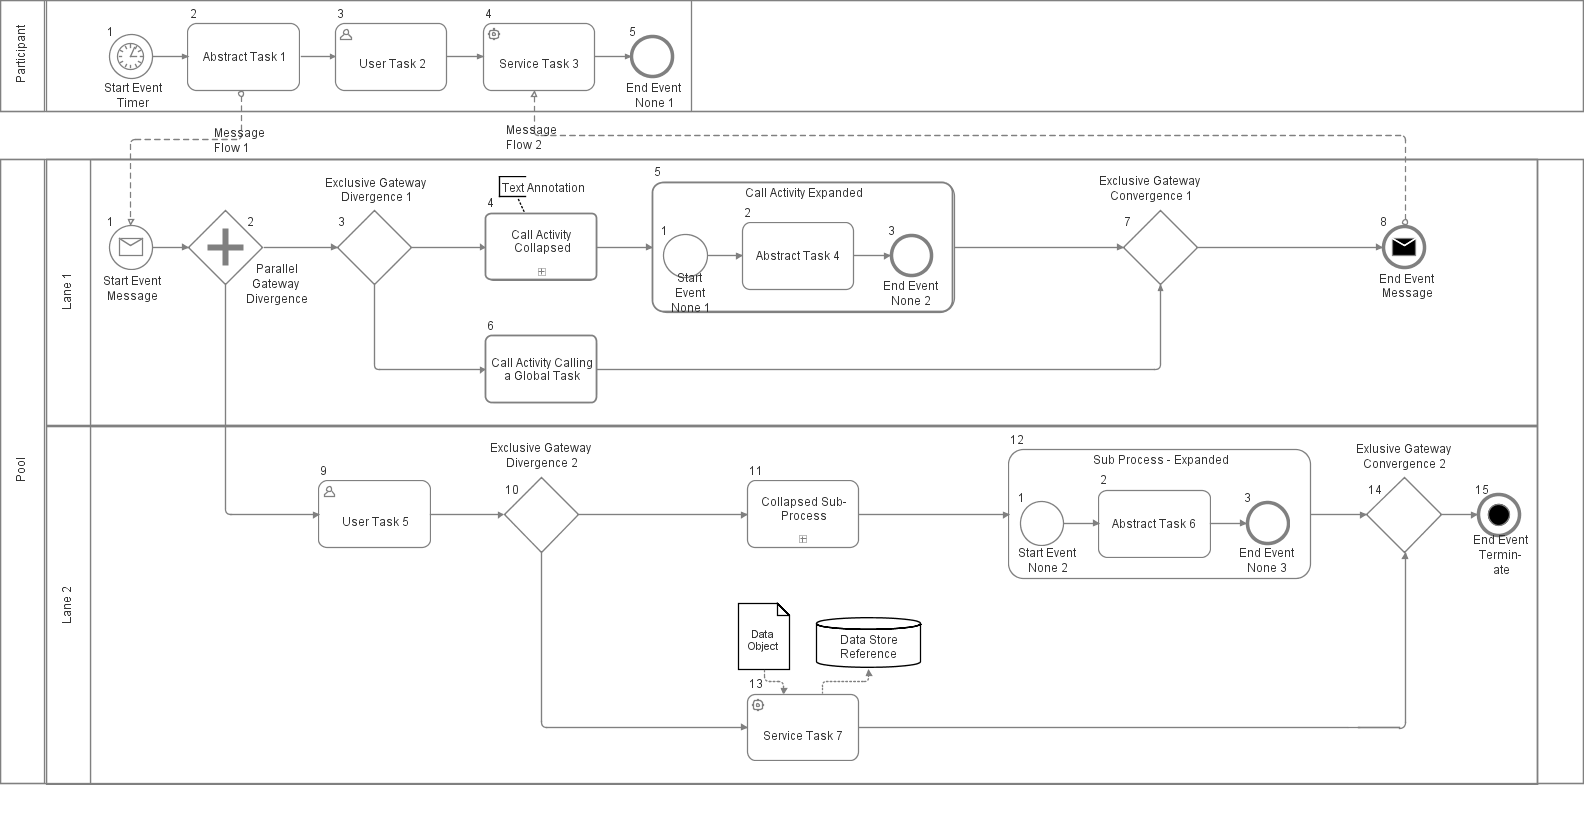 Participant
1
Start Event
Timer
2
Abstract Task 1
3
User Task 2
4
Service Task 3
5
End Event
None 1
Message
Flow 1
Message
Flow 2
Pool
Lane 1
1
Start Event
Message
2
Parallel
Gateway
Divergence
Exclusive Gateway
Divergence 1
3
Text Annotation
4
Call Activity
Collapsed
5
Call Activity Expanded
1
Start
Event
None 1
2
Abstract Task 4
3
End Event
None 2
6
Call Activity Calling
a Global Task
Exclusive Gateway
Convergence 1
7
8
End Event
Message
Lane 2
9
User Task 5
Exclusive Gateway
Divergence 2
10
11
Collapsed Sub-
Process
12
Sub Process - Expanded
1
Start Event
None 2
2
Abstract Task 6
3
End Event
None 3
Exlusive Gateway
Convergence 2
14
15
End Event
Termin-
ate
Data
Object
Data Store
Reference
13
Service Task 7